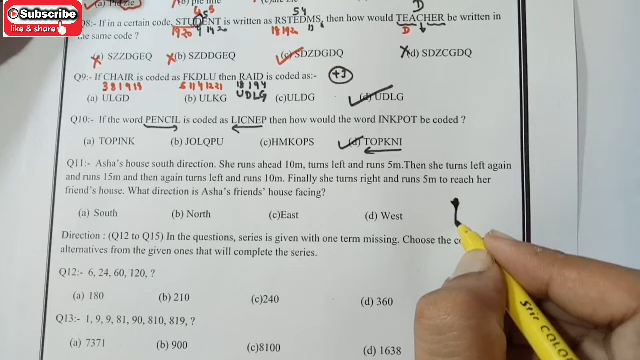 SUBSCRIBE
like & share
D
Q8:- If in a certain code, STUDENT is written as RSTEDMS, then how would TEACHER be written in
the same code ?
(a) SZZDGEQ (b) SZDDGEQ (c) SDZDGDQ (d) SDZCGDQ
Q9:- If CHAIR is coded as FKDLU then RAID is coded as:- +3
3 8 1 9 18
(a) ULGD (b) ULKG UDLG (c)ULDG (d) UDLG
Q10:- If the word PENCIL is coded as LICNEP then how would the word INKPOT be coded ?
(a) TOPINK (b) JOLQPU (c)HMKOPS (d) TOPKNI
Q11:- Asha's house south direction. She runs ahead 10m, turns left and runs 5m.Then she turns left again
and runs 15m and then again turns left and runs 10m. Finally she turns right and runs 5m to reach her
friend's house. What direction is Asha's friends' house facing?
(a) South (b) North (c)East (d) West
Direction : (Q12 to Q15) In the questions, series is given with one term missing. Choose the
alternatives from the given ones that will complete the series.
Q12:- 6, 24, 60, 120, ?
(a) 180 (b) 210 (c)240 (d) 360
Q13:- 1, 9, 9, 81, 90, 810, 819, ?
(a) 7371 (b) 900 (c)8100 (d) 1638